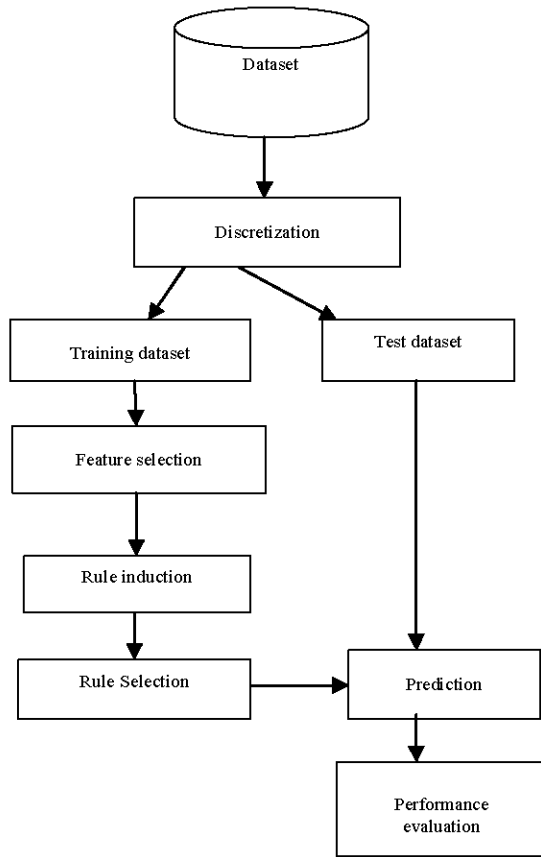 Dataset
Discretization
Training dataset
Test dataset
Feature selection
Rule induction
Rule Selection
Prediction
Performance
evaluation